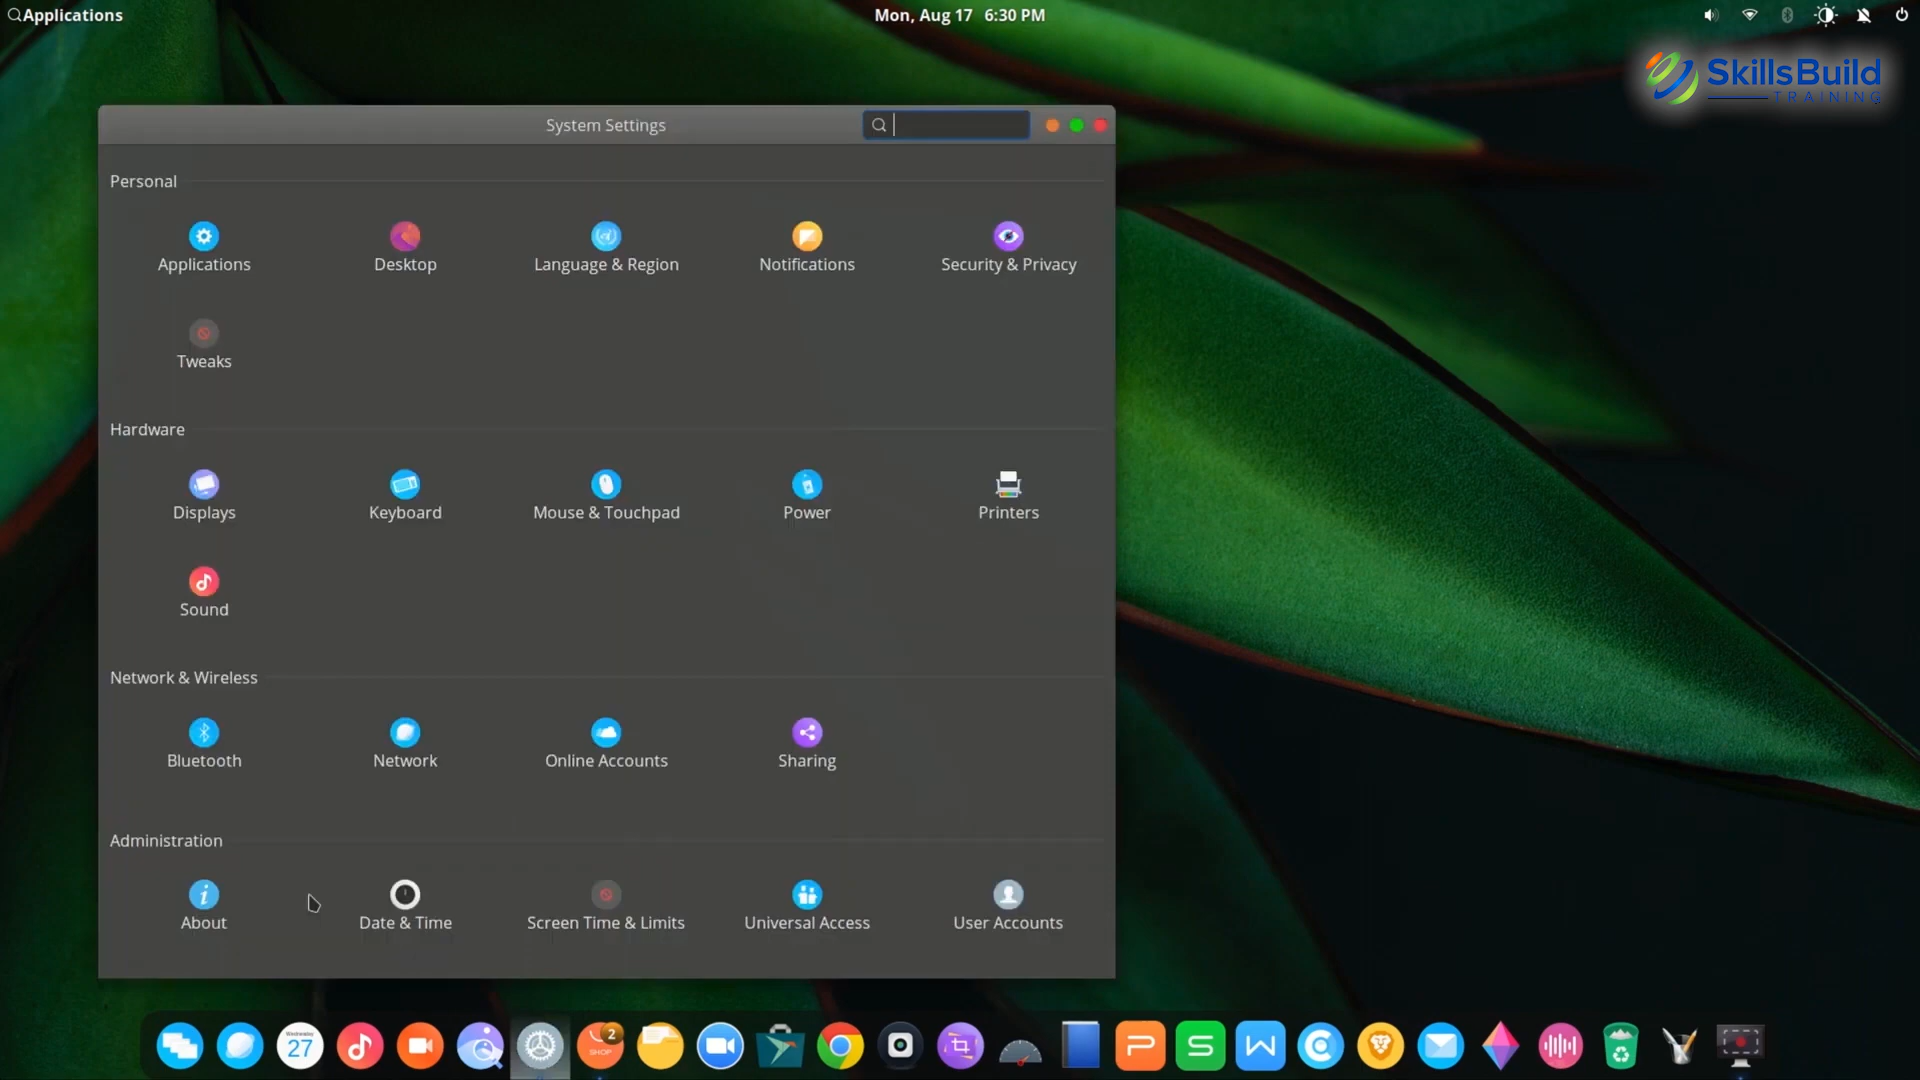 Applications
Mon, Aug 17 6:30 PM
SkillsBuild
TRAINING
System Settings
Personal
Applications
Desktop
Language & Region
Notifications
Security & Privacy
Tweaks
Hardware
Displays
Keyboard
Mouse & Touchpad
Power
Printers
Sound
Network & Wireless
Bluetooth
Network
Online Accounts
Sharing
Administration
About
Date & Time
Screen Time & Limits
Universal Access
User Accounts
Wednesday
27
2
SHOP
P
S
W
C